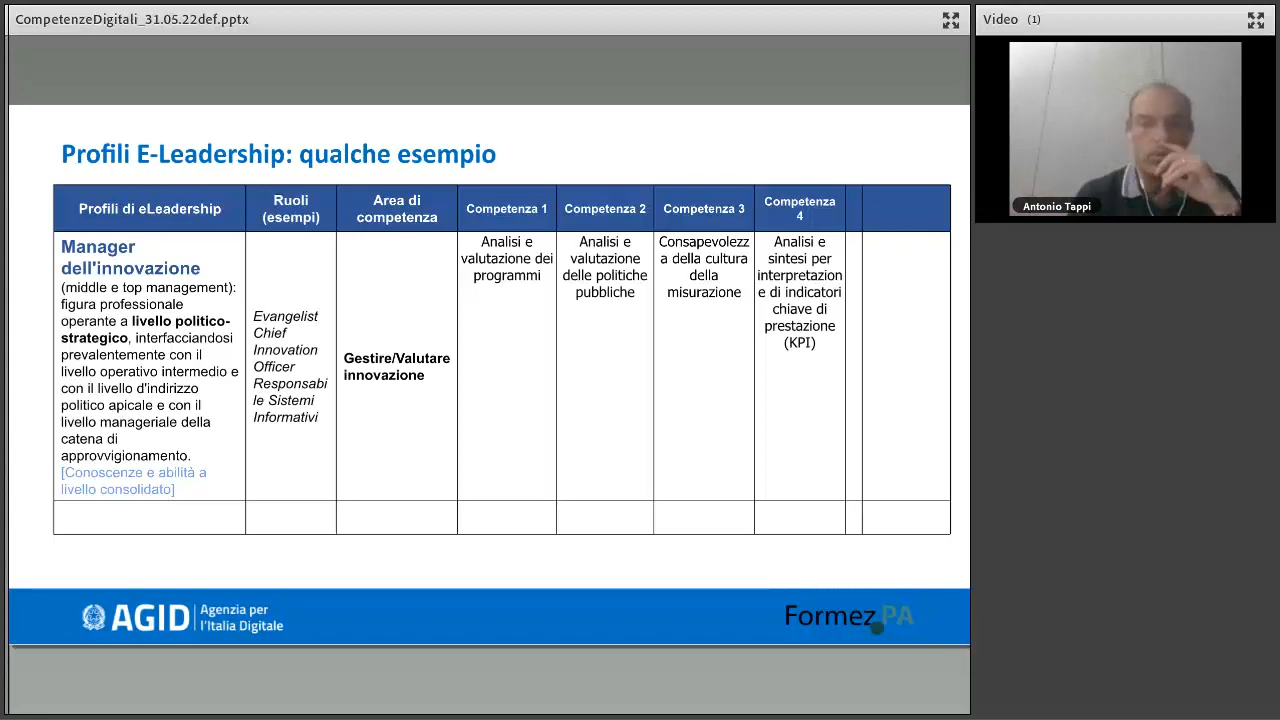 CompetenzeDigitali_31.05.22def.pptx
Video (1)
Antonio Tappi
Profili E-Leadership: qualche esempio
Profili di eLeadership
Ruoli
(esempi)
Area di
competenza
Competenza 1
Competenza 2
Competenza 3
Competenza
4
Manager
dell'innovazione
(middle e top management):
figura professionale
operante a livello politico-
strategico, interfacciandosi
prevalentemente con il
livello operativo intermedio e
con il livello d'indirizzo
politico apicale e con il
livello manageriale della
catena di
approvvigionamento.
[Conoscenze e abilità a
livello consolidato]
Evangelist
Chief
Innovation
Officer
Responsabi
le Sistemi
Informativi
Gestire/Valutare
innovazione
Analisi e
valutazione dei
programmi
Analisi e
valutazione
delle politiche
pubbliche
Consapevolezz
a della cultura
della
misurazione
Analisi e
sintesi per
interpretazion
e di indicatori
chiave di
prestazione
(KPI)
AGID
Agenzia per
l'Italia Digitale
Formez PA